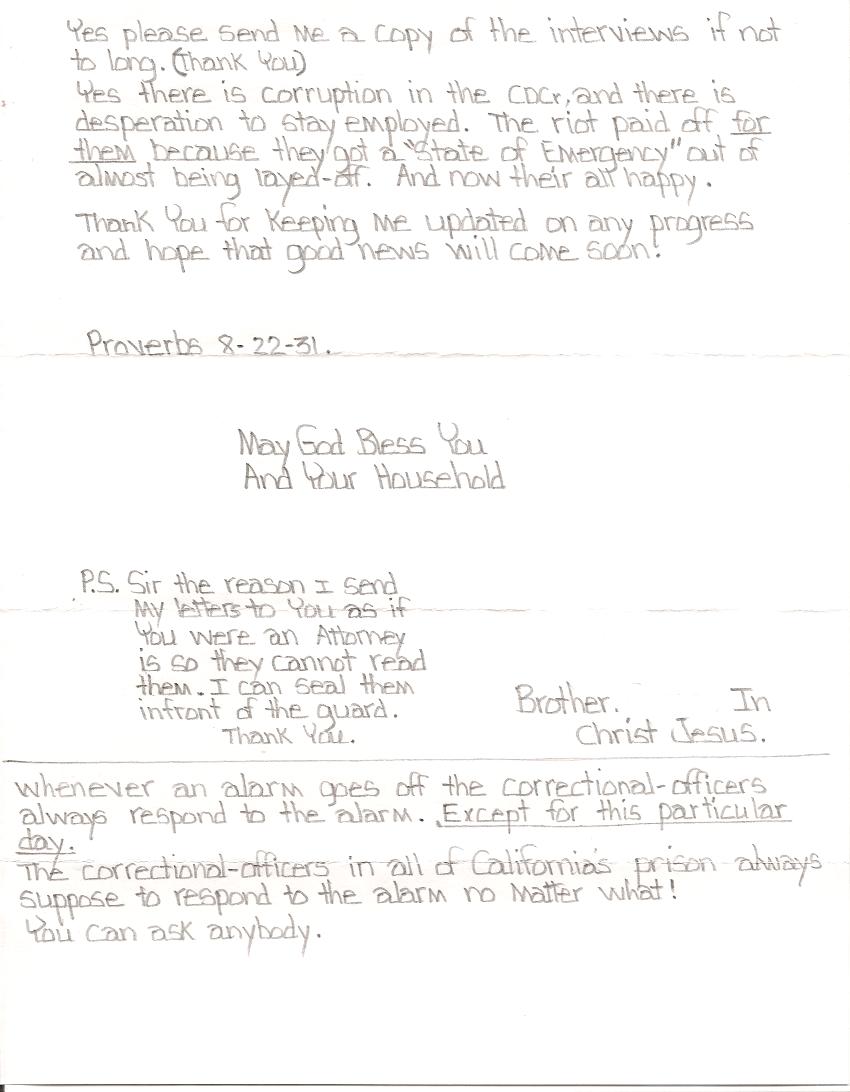 Yes please send Me a copy of the interviews if not
to long. (Thank You)
Yes there is corruption in the CDCr, and there is
desperation to stay employed. The riot paid off for
them because they got a "State of Emergency" out of
almost being layed-off. And now their all happy.
Thank You for Keeping Me updated on any progress
and hope that good news will come soon!
Proverbs 8-22-31.
May God Bless You
And Your Household
P.S. Sir the reason I send
My letters to You as if
You were an Attorney
is so they cannot read
them. I can seal them
infront of the guard.
Thank You.
Brother. In
Christ Jesus.
Whenever an alarm goes off the correctional-officers
always respond to the alarm. Except for this particular
day.
The correctional-officers in all of California's prison always
suppose to respond to the alarm no Matter what!
You can ask anybody.